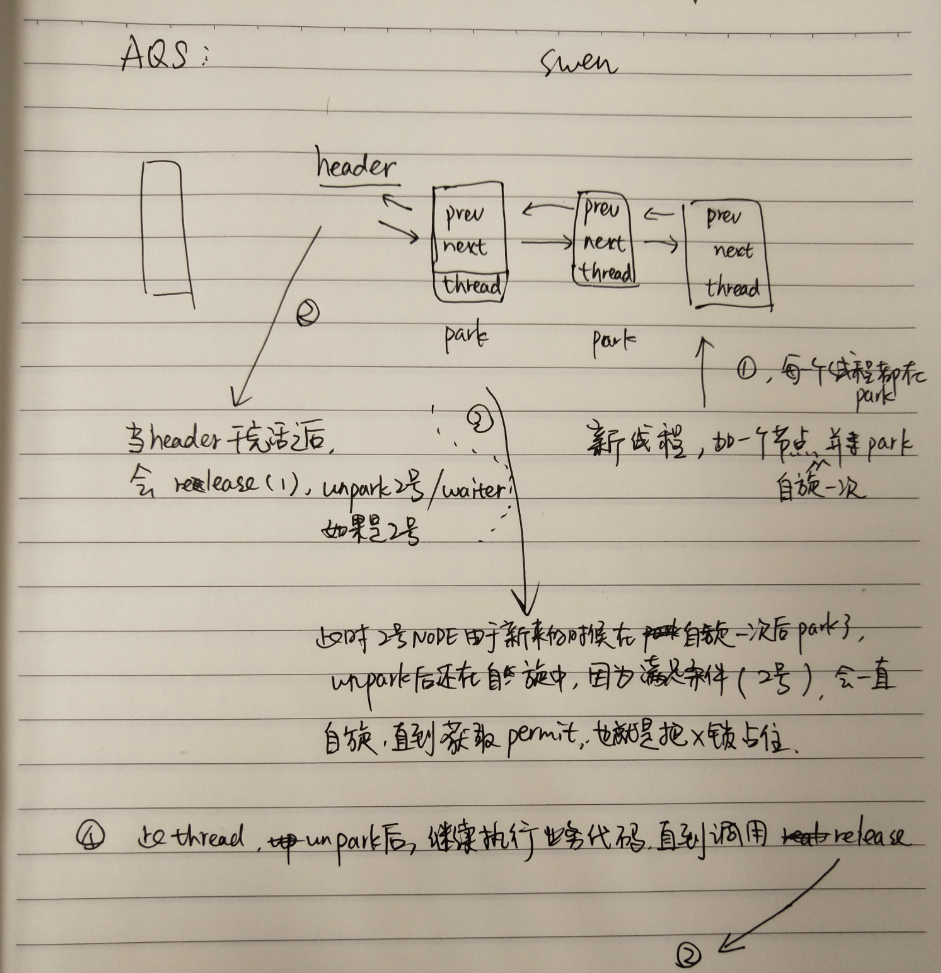 AQS:
swen
header
prev
next
thread
park
prev
next
thread
park
prev
next
thread
①, 每个线程都在
park
新线程, 加一个节点, 并park
自旋一次
②
当header干完活之后,
会 release(1), unpark 2号/waiter
如果是2号
③
此时 2号NODE由于新来的时候在 自旋一次后park了,
unpark后还在自旋中, 因为满足条件(2号), 会一直
自旋, 直到获取 permit, 也就是把X锁占住.
④ 让thread, unpark后, 继续执行业务代码, 直到调用 release
②